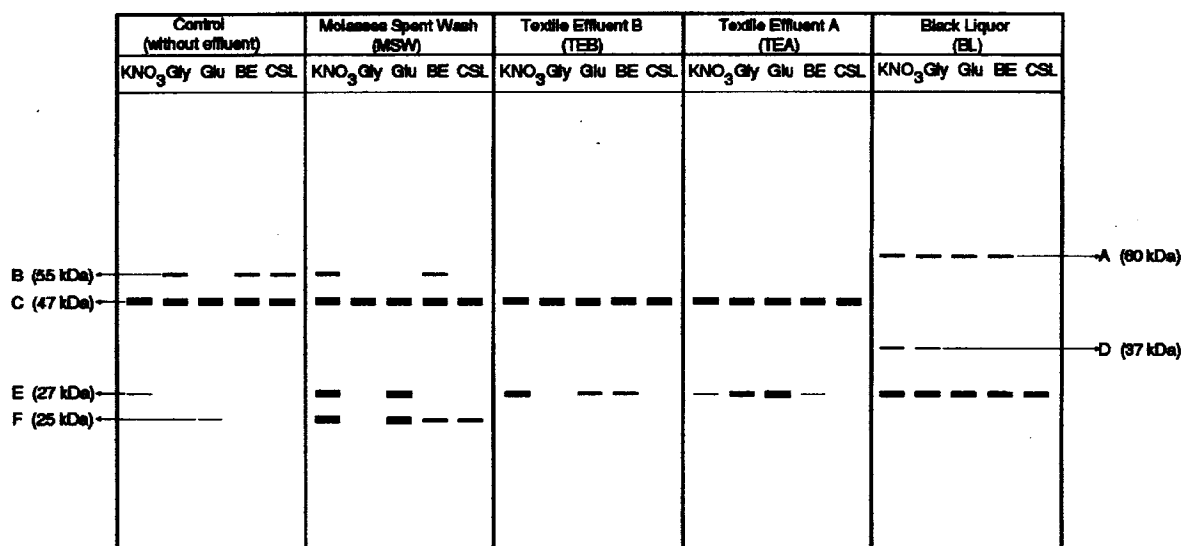 Control
(without effluent)
Molasses Spent Wash
(MSW)
Textile Effluent B
(TEB)
Textile Effluent A
(TEA)
Black Liquor
(BL)
KNO3 Gly Glu BE CSL
KNO3 Gly Glu BE CSL
KNO3 Gly Glu BE CSL
KNO3 Gly Glu BE CSL
KNO3 Gly Glu BE CSL
B (55 kDa)
C (47 kDa)
E (27 kDa)
F (25 kDa)
A (60 kDa)
D (37 kDa)